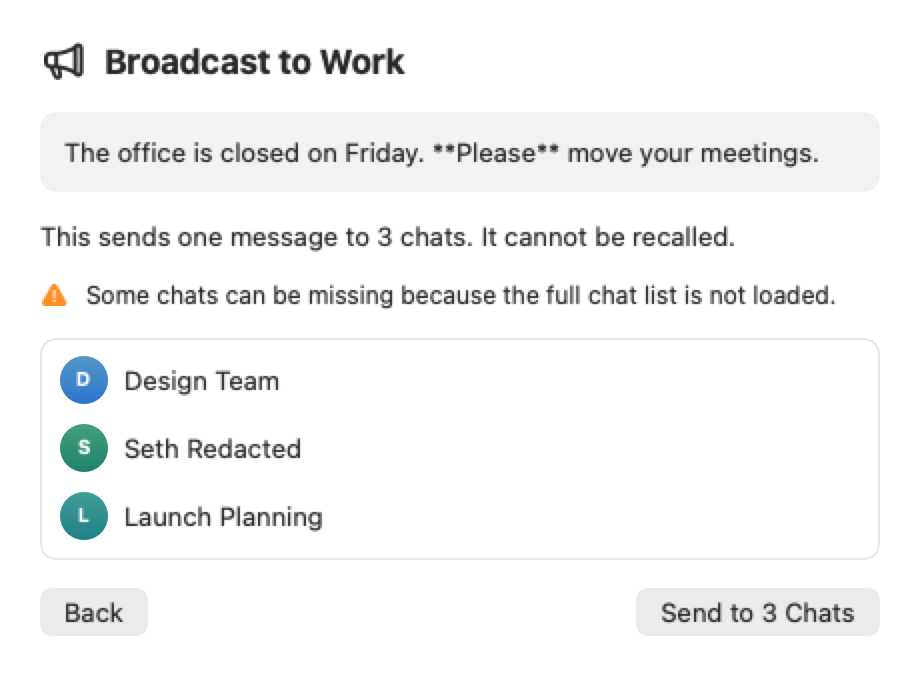 Broadcast to Work
The office is closed on Friday. **Please** move your meetings.
This sends one message to 3 chats. It cannot be recalled.
Some chats can be missing because the full chat list is not loaded.
D Design Team
S Seth Redacted
L Launch Planning
Back Send to 3 Chats